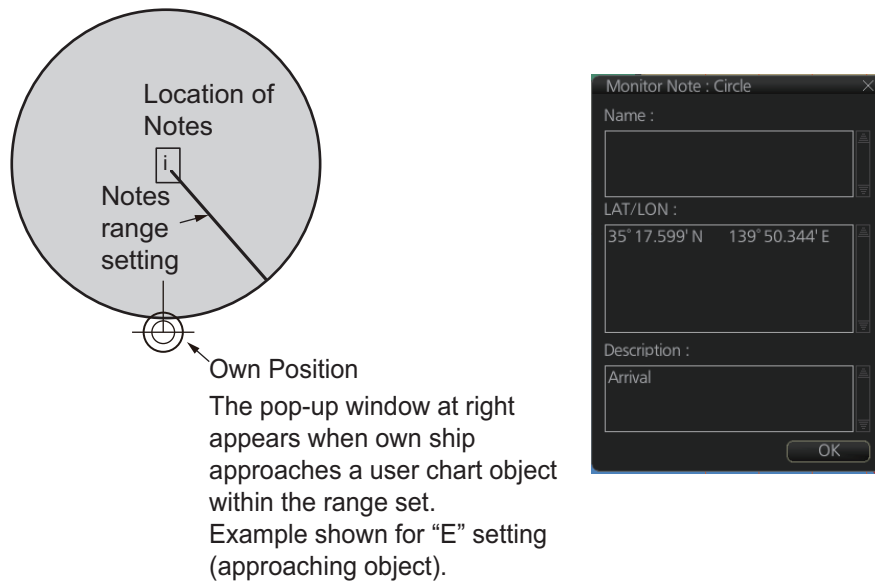 Location of
Notes
i
Notes
range
setting
Own Position
The pop-up window at right
appears when own ship
approaches a user chart object
within the range set.
Example shown for “E” setting
(approaching object).
Monitor Note : Circle
Name :
LAT/LON :
35° 17.599' N 139° 50.344' E
Description :
Arrival
OK